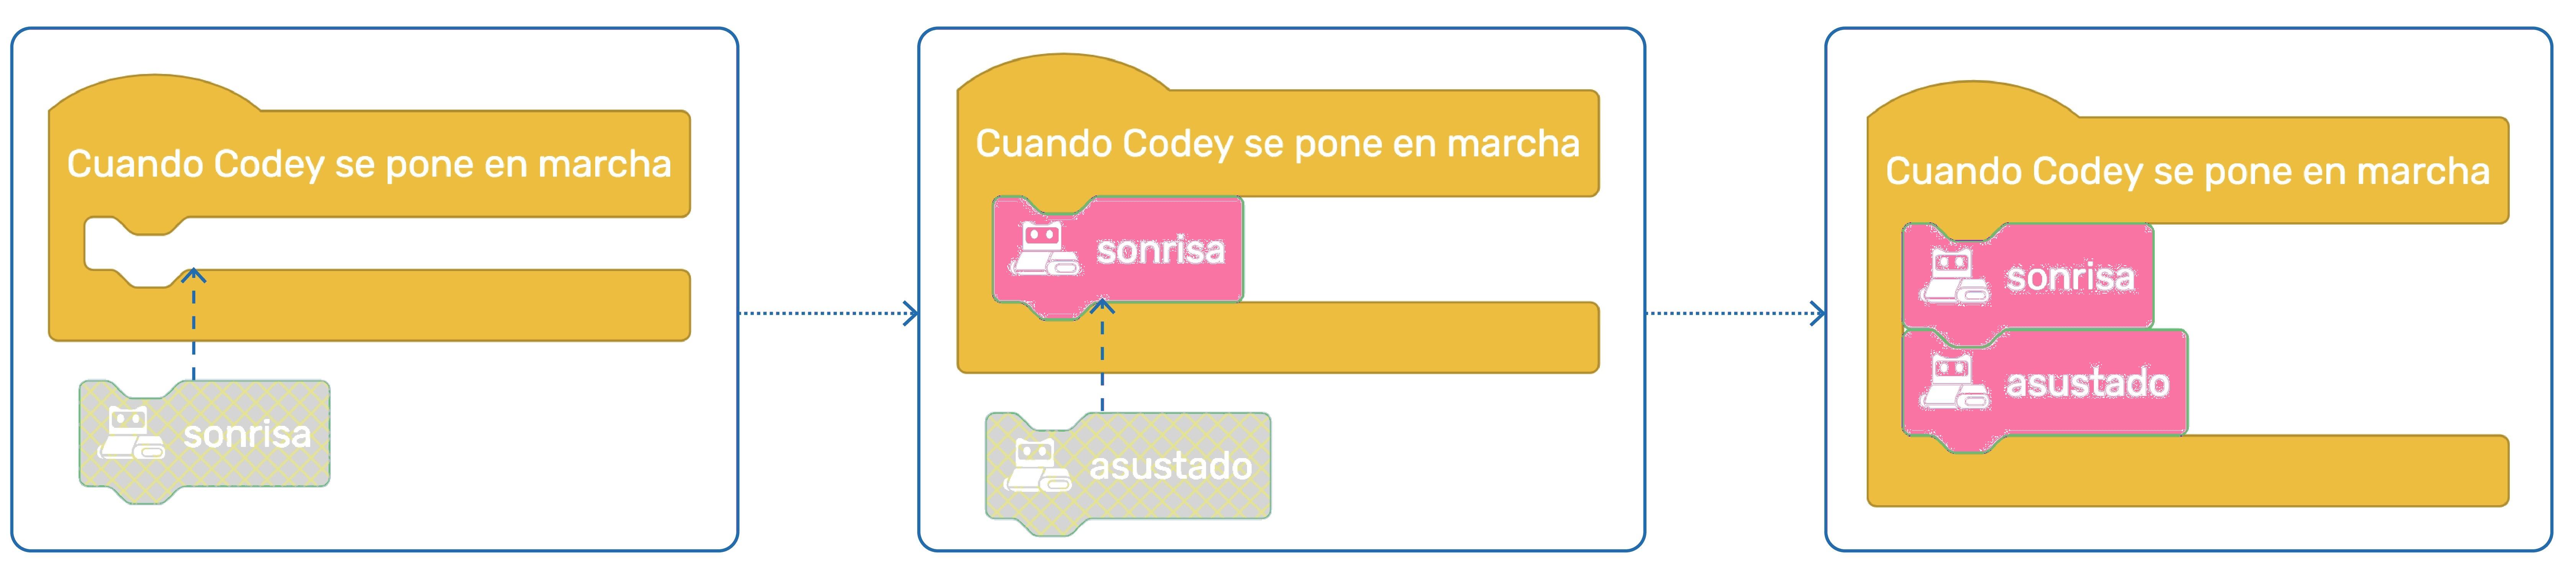 Cuando Codey se pone en marcha
sonrisa
Cuando Codey se pone en marcha
sonrisa
asustado
Cuando Codey se pone en marcha
sonrisa
asustado